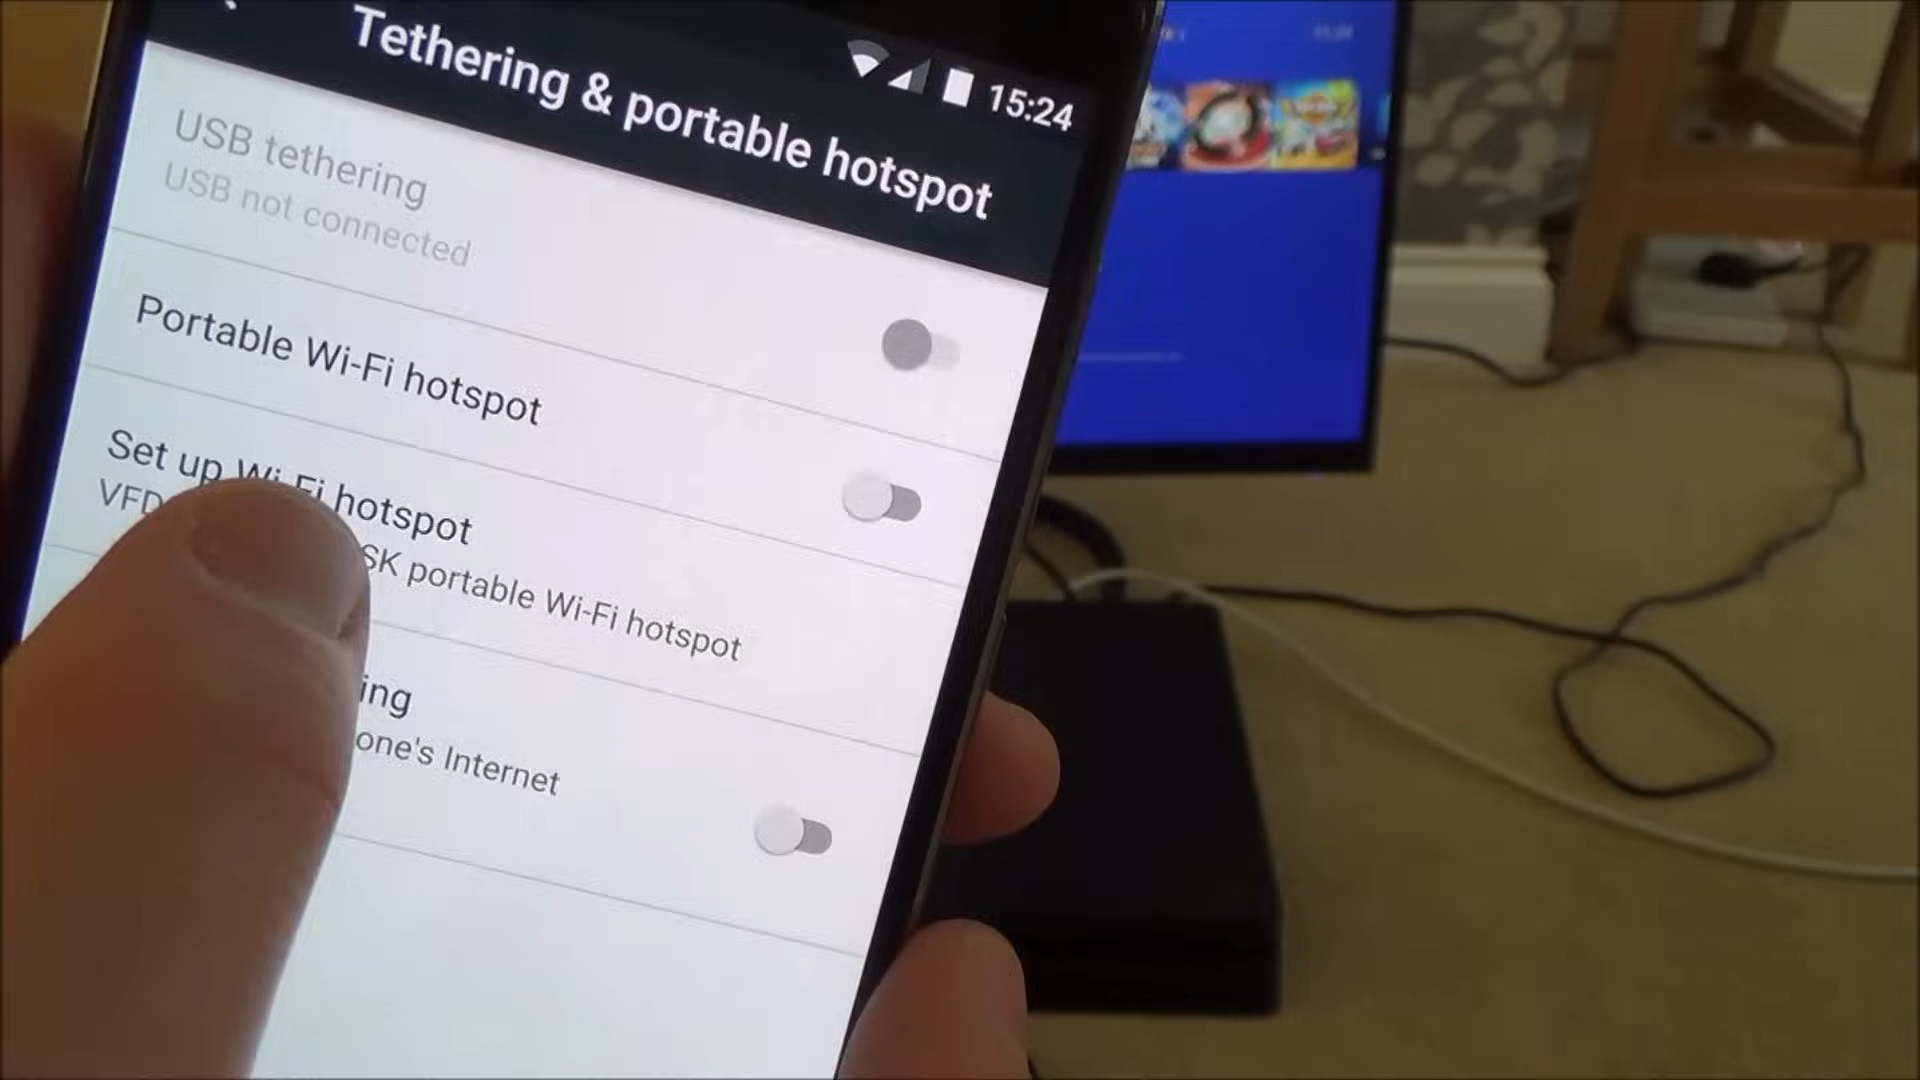 15:24
Tethering & portable hotspot
USB tethering
USB not connected
Portable Wi-Fi hotspot
Set up Wi-Fi hotspot
VFD SK portable Wi-Fi hotspot
ing
one's Internet